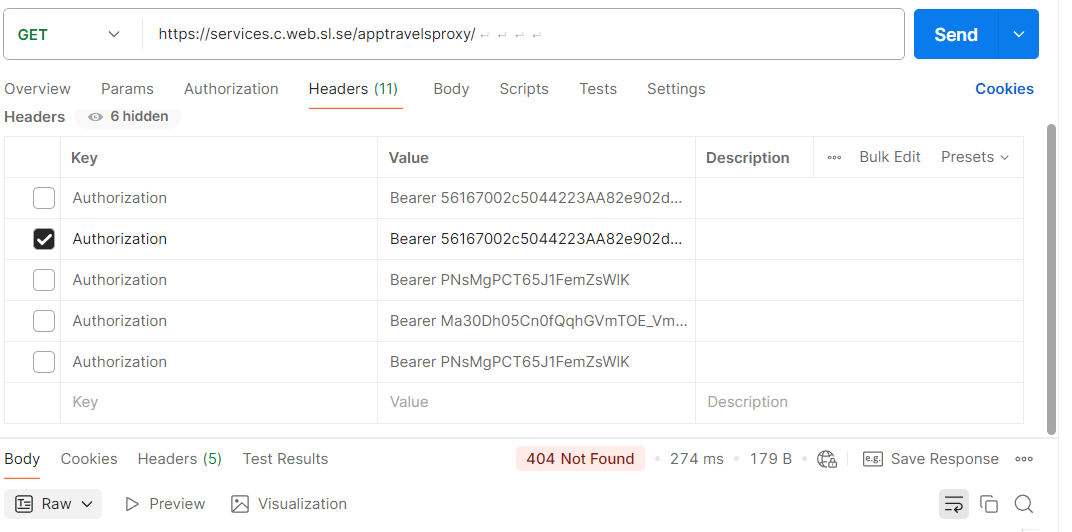 GET https://services.c.web.sl.se/apptravelsproxy/ ↵ ↵ ↵ ↵ Send
Overview Params Authorization Headers (11) Body Scripts Tests Settings Cookies
Headers 6 hidden
Key Value Description Bulk Edit Presets
Authorization Bearer 56167002c5044223AA82e902d...
Authorization Bearer 56167002c5044223AA82e902d...
Authorization Bearer PNsMgPCT65J1FemZsWlK
Authorization Bearer Ma30Dh05Cn0fQqhGVmTOE_Vm...
Authorization Bearer PNsMgPCT65J1FemZsWlK
Key Value Description
Body Cookies Headers (5) Test Results 404 Not Found 274 ms 179 B e.g. Save Response
Raw Preview Visualization